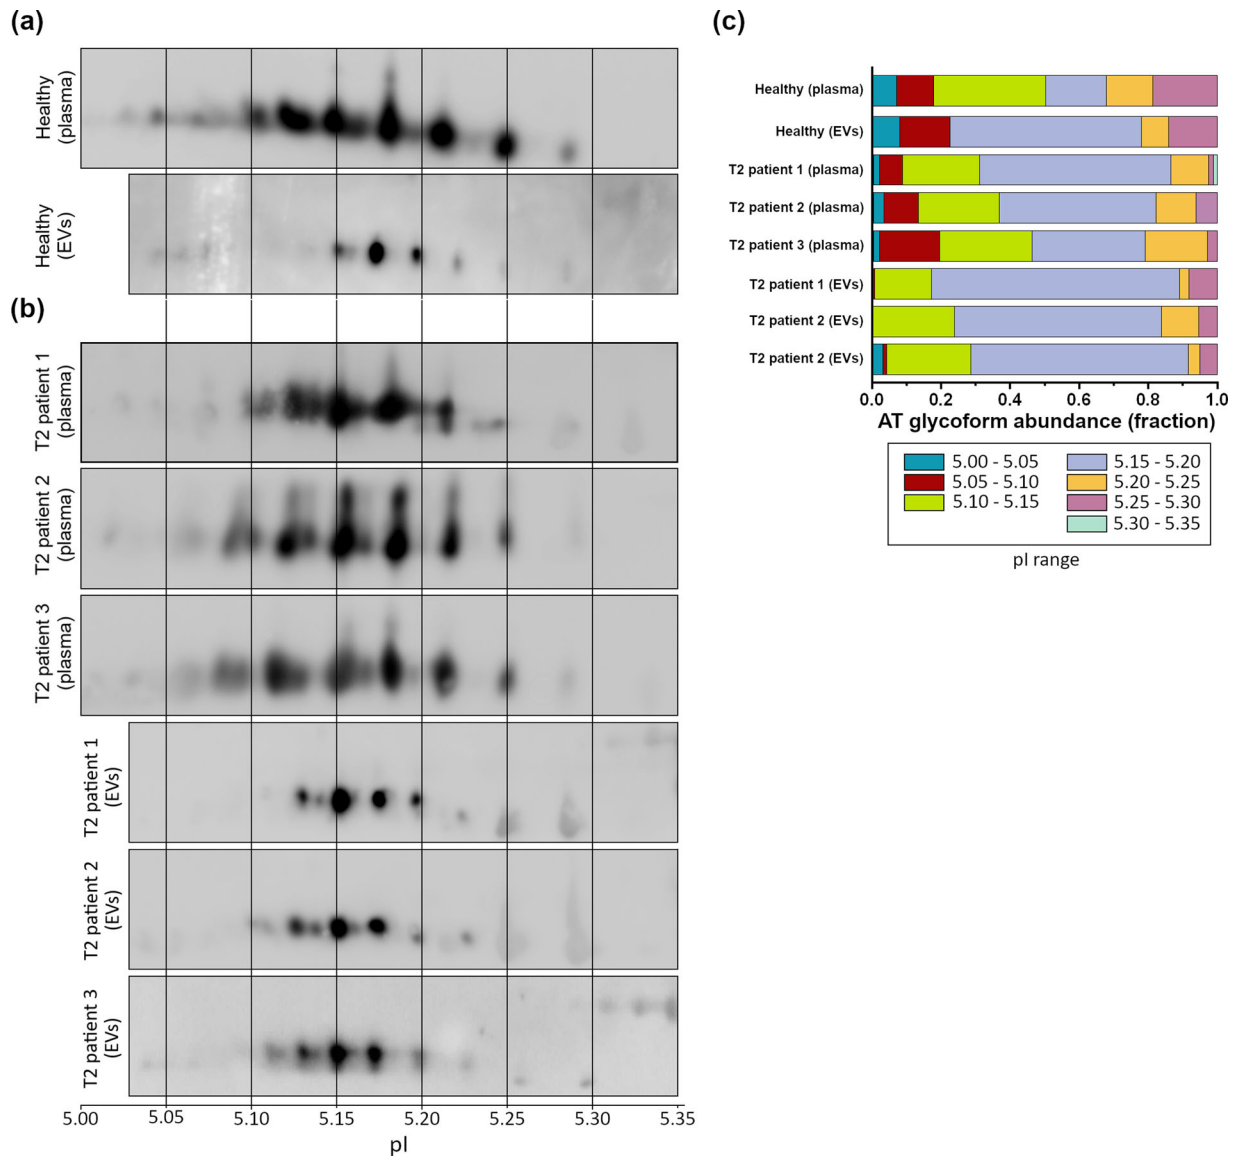 (a)
Healthy
(plasma)
Healthy
(EVs)
(b)
T2 patient 1
(plasma)
T2 patient 2
(plasma)
T2 patient 3
(plasma)
T2 patient 1
(EVs)
T2 patient 2
(EVs)
T2 patient 3
(EVs)
5.00 5.05 5.10 5.15 5.20 5.25 5.30 5.35
pI
(c)
Healthy (plasma)
Healthy (EVs)
T2 patient 1 (plasma)
T2 patient 2 (plasma)
T2 patient 3 (plasma)
T2 patient 1 (EVs)
T2 patient 2 (EVs)
T2 patient 2 (EVs)
0.0 0.2 0.4 0.6 0.8 1.0
AT glycoform abundance (fraction)
5.00 - 5.05
5.05 - 5.10
5.10 - 5.15
5.15 - 5.20
5.20 - 5.25
5.25 - 5.30
5.30 - 5.35
pI range